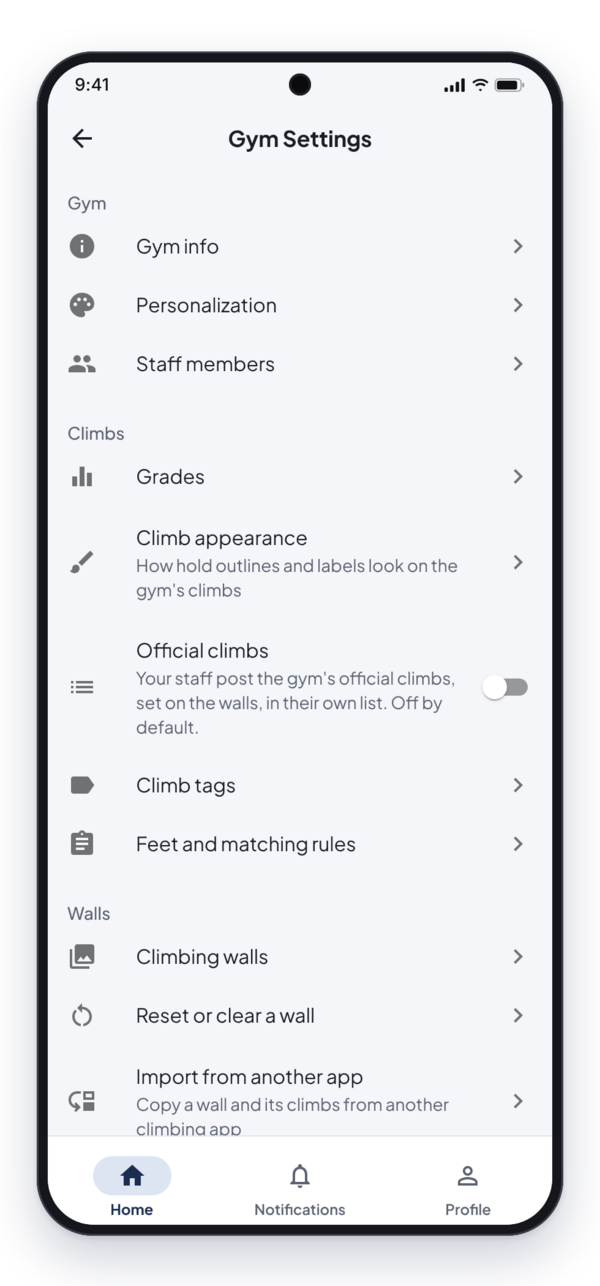 9:41
Gym Settings
Gym
Gym info
Personalization
Staff members
Climbs
Grades
Climb appearance
How hold outlines and labels look on the
gym's climbs
Official climbs
Your staff post the gym's official climbs,
set on the walls, in their own list. Off by
default.
Climb tags
Feet and matching rules
Walls
Climbing walls
Reset or clear a wall
Import from another app
Copy a wall and its climbs from another
climbing app
Home
Notifications
Profile